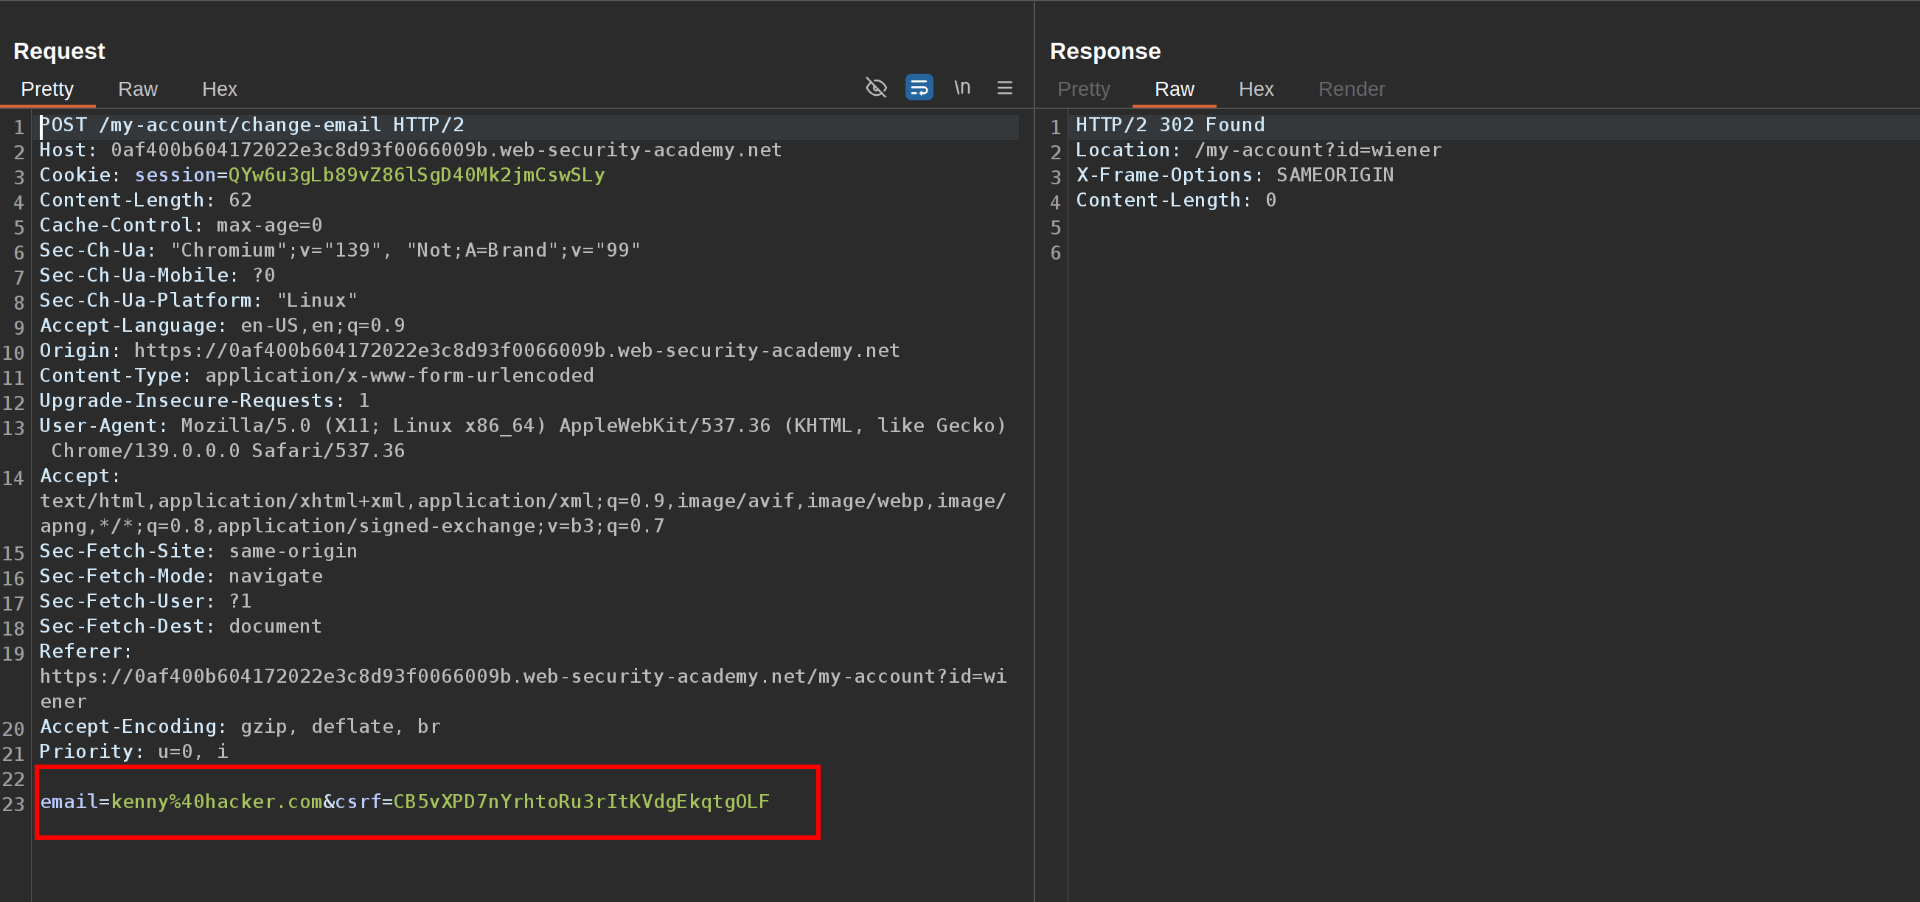 Request
Pretty Raw Hex \n
1 POST /my-account/change-email HTTP/2
2 Host: 0af400b604172022e3c8d93f0066009b.web-security-academy.net
3 Cookie: session=QYw6u3gLb89vZ86lSgD40Mk2jmCswSLy
4 Content-Length: 62
5 Cache-Control: max-age=0
6 Sec-Ch-Ua: "Chromium";v="139", "Not;A=Brand";v="99"
7 Sec-Ch-Ua-Mobile: ?0
8 Sec-Ch-Ua-Platform: "Linux"
9 Accept-Language: en-US,en;q=0.9
10 Origin: https://0af400b604172022e3c8d93f0066009b.web-security-academy.net
11 Content-Type: application/x-www-form-urlencoded
12 Upgrade-Insecure-Requests: 1
13 User-Agent: Mozilla/5.0 (X11; Linux x86_64) AppleWebKit/537.36 (KHTML, like Gecko)
Chrome/139.0.0.0 Safari/537.36
14 Accept:
text/html,application/xhtml+xml,application/xml;q=0.9,image/avif,image/webp,image/
apng,*/*;q=0.8,application/signed-exchange;v=b3;q=0.7
15 Sec-Fetch-Site: same-origin
16 Sec-Fetch-Mode: navigate
17 Sec-Fetch-User: ?1
18 Sec-Fetch-Dest: document
19 Referer:
https://0af400b604172022e3c8d93f0066009b.web-security-academy.net/my-account?id=wi
ener
20 Accept-Encoding: gzip, deflate, br
21 Priority: u=0, i
22
23 email=kenny%40hacker.com&csrf=CB5vXPD7nYrhtoRu3rItKVdgEkqtgOLF
Response
Pretty Raw Hex Render
1 HTTP/2 302 Found
2 Location: /my-account?id=wiener
3 X-Frame-Options: SAMEORIGIN
4 Content-Length: 0
5
6